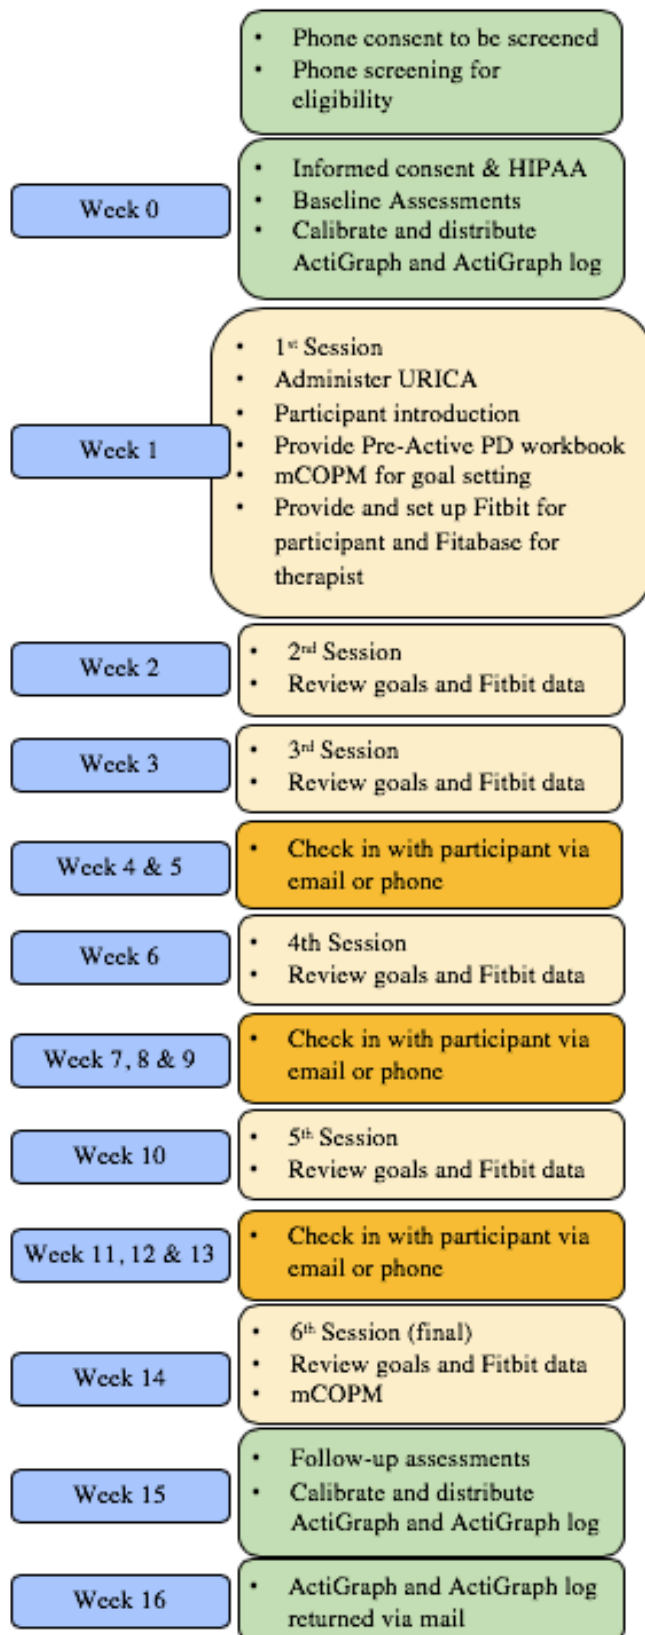 • Phone consent to be screened
• Phone screening for
eligibility
Week 0
• Informed consent & HIPAA
• Baseline Assessments
• Calibrate and distribute
ActiGraph and ActiGraph log
Week 1
• 1st Session
• Administer URICA
• Participant introduction
• Provide Pre-Active PD workbook
• mCOPM for goal setting
• Provide and set up Fitbit for
participant and Fitabase for
therapist
Week 2
• 2nd Session
• Review goals and Fitbit data
Week 3
• 3rd Session
• Review goals and Fitbit data
Week 4 & 5
• Check in with participant via
email or phone
Week 6
• 4th Session
• Review goals and Fitbit data
Week 7, 8 & 9
• Check in with participant via
email or phone
Week 10
• 5th Session
• Review goals and Fitbit data
Week 11, 12 & 13
• Check in with participant via
email or phone
Week 14
• 6th Session (final)
• Review goals and Fitbit data
• mCOPM
Week 15
• Follow-up assessments
• Calibrate and distribute
ActiGraph and ActiGraph log
Week 16
• ActiGraph and ActiGraph log
returned via mail